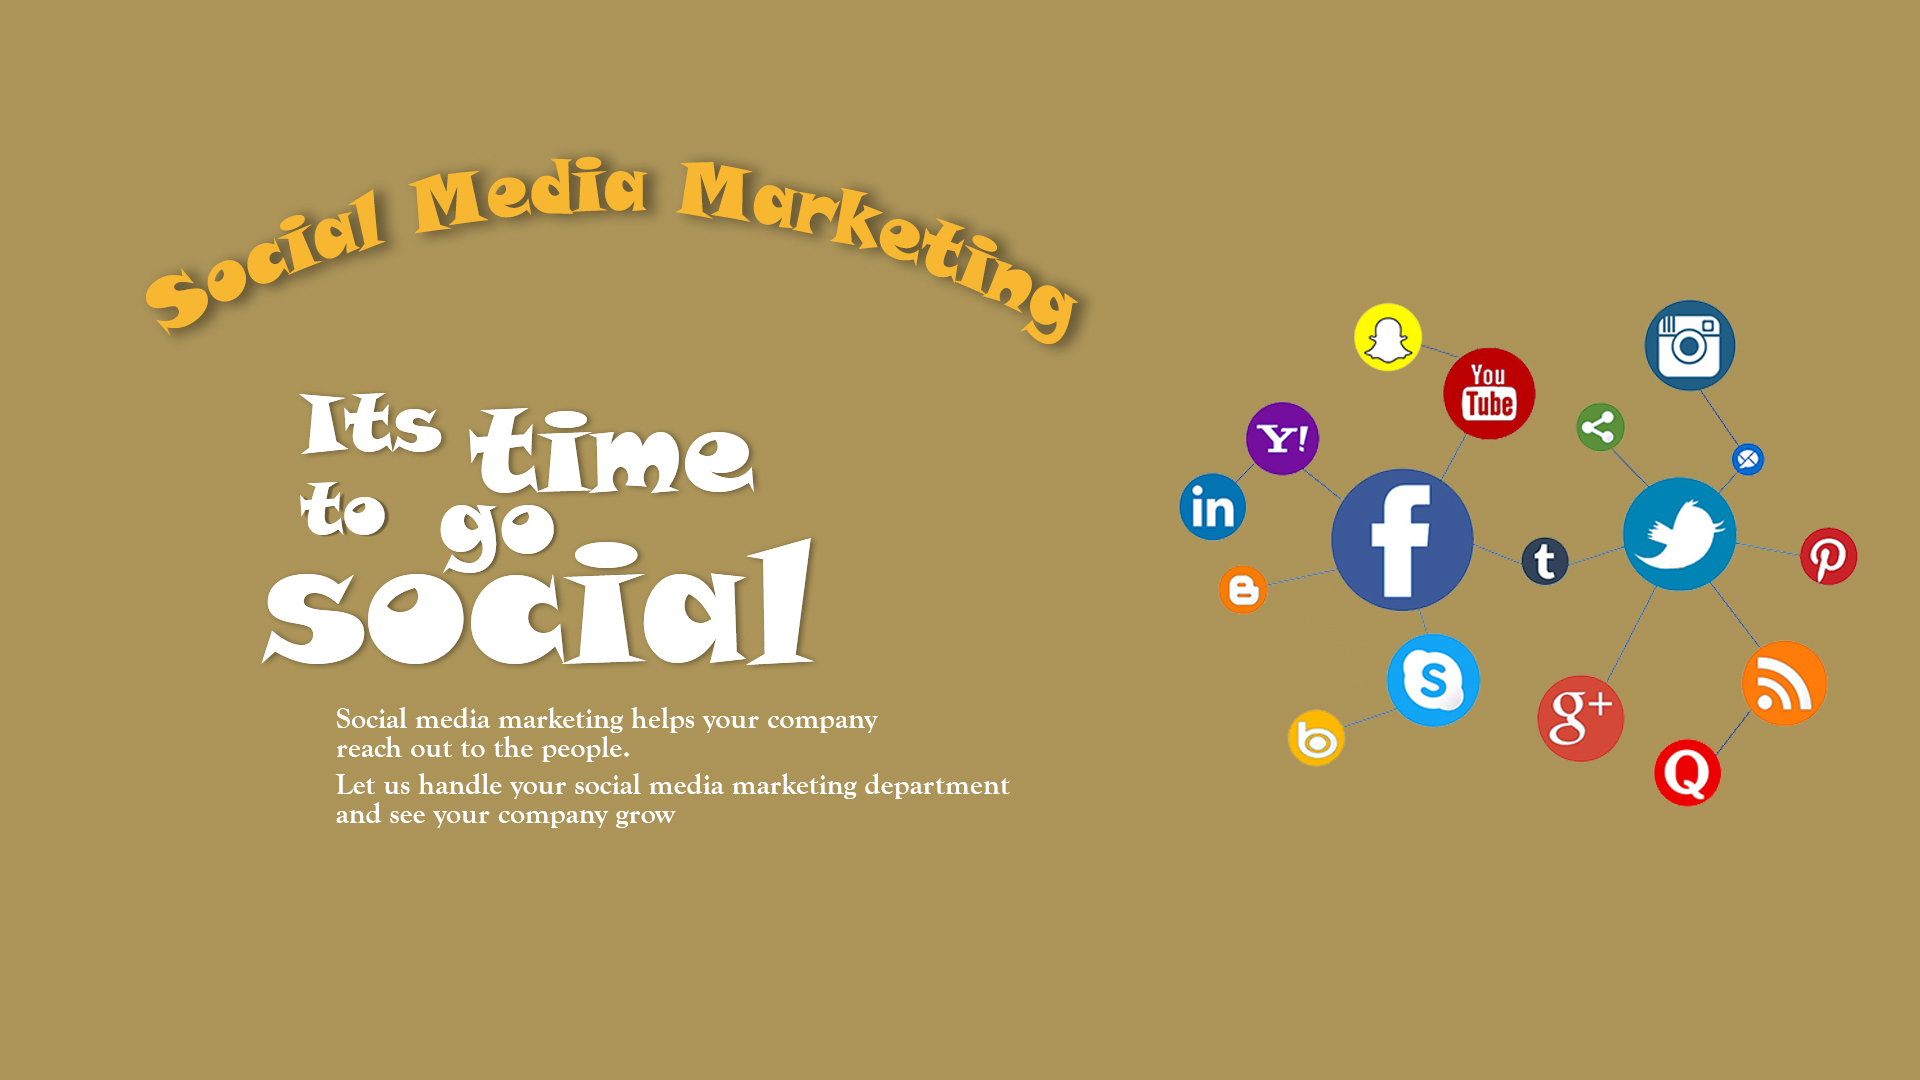 Social Media Marketing
Its time
to go
social
Social media marketing helps your company
reach out to the people.
Let us handle your social media marketing department
and see your company grow
You
Tube
Y!
in
f
t
B
S
b
g+
Q